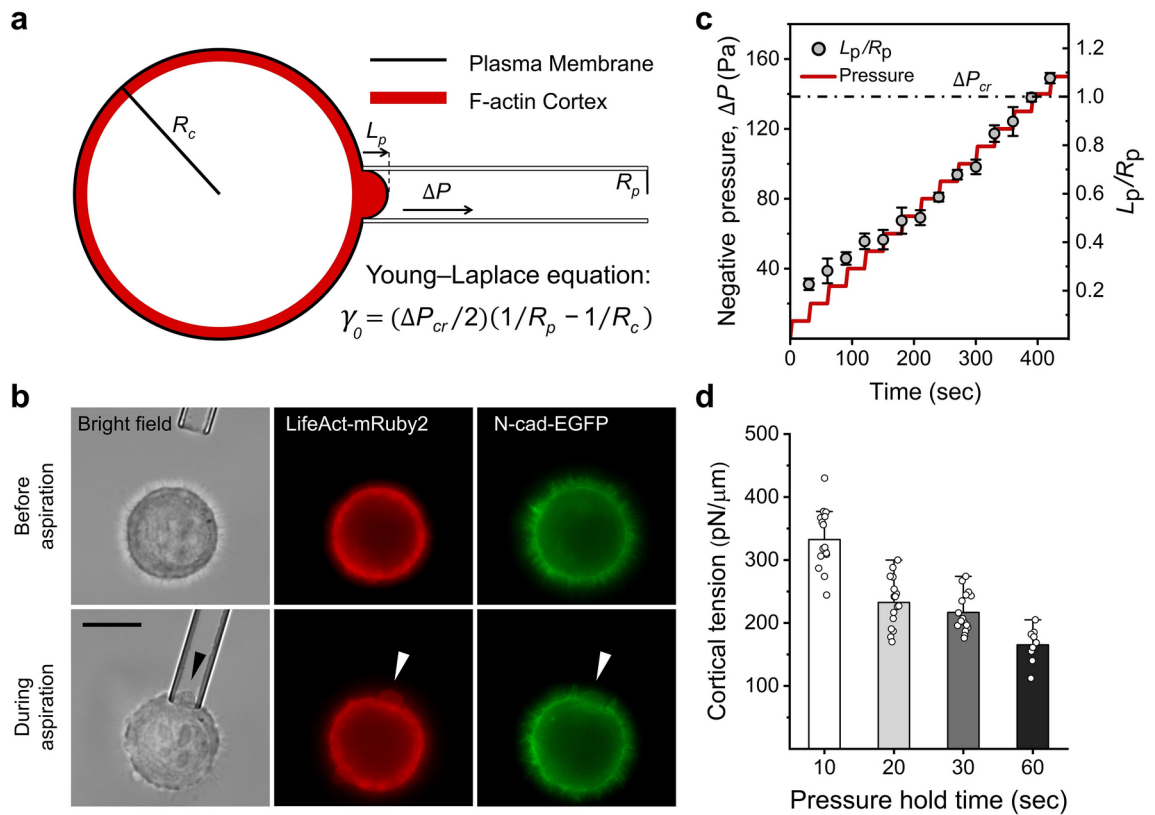 a
Plasma Membrane
F-actin Cortex
R_c
L_p
R_p
ΔP
Young–Laplace equation:
γ_0 = (ΔP_cr/2)(1/R_p − 1/R_c)
b
Bright field
LifeAct-mRuby2
N-cad-EGFP
Before
aspiration
During
aspiration
c
Negative pressure, ΔP (Pa)
160
120
80
40
L_p/R_p
Pressure
ΔP_cr
1.2
1.0
0.8
0.6
0.4
0.2
L_p/R_p
0 100 200 300 400
Time (sec)
d
Cortical tension (pN/μm)
500
400
300
200
100
10 20 30 60
Pressure hold time (sec)